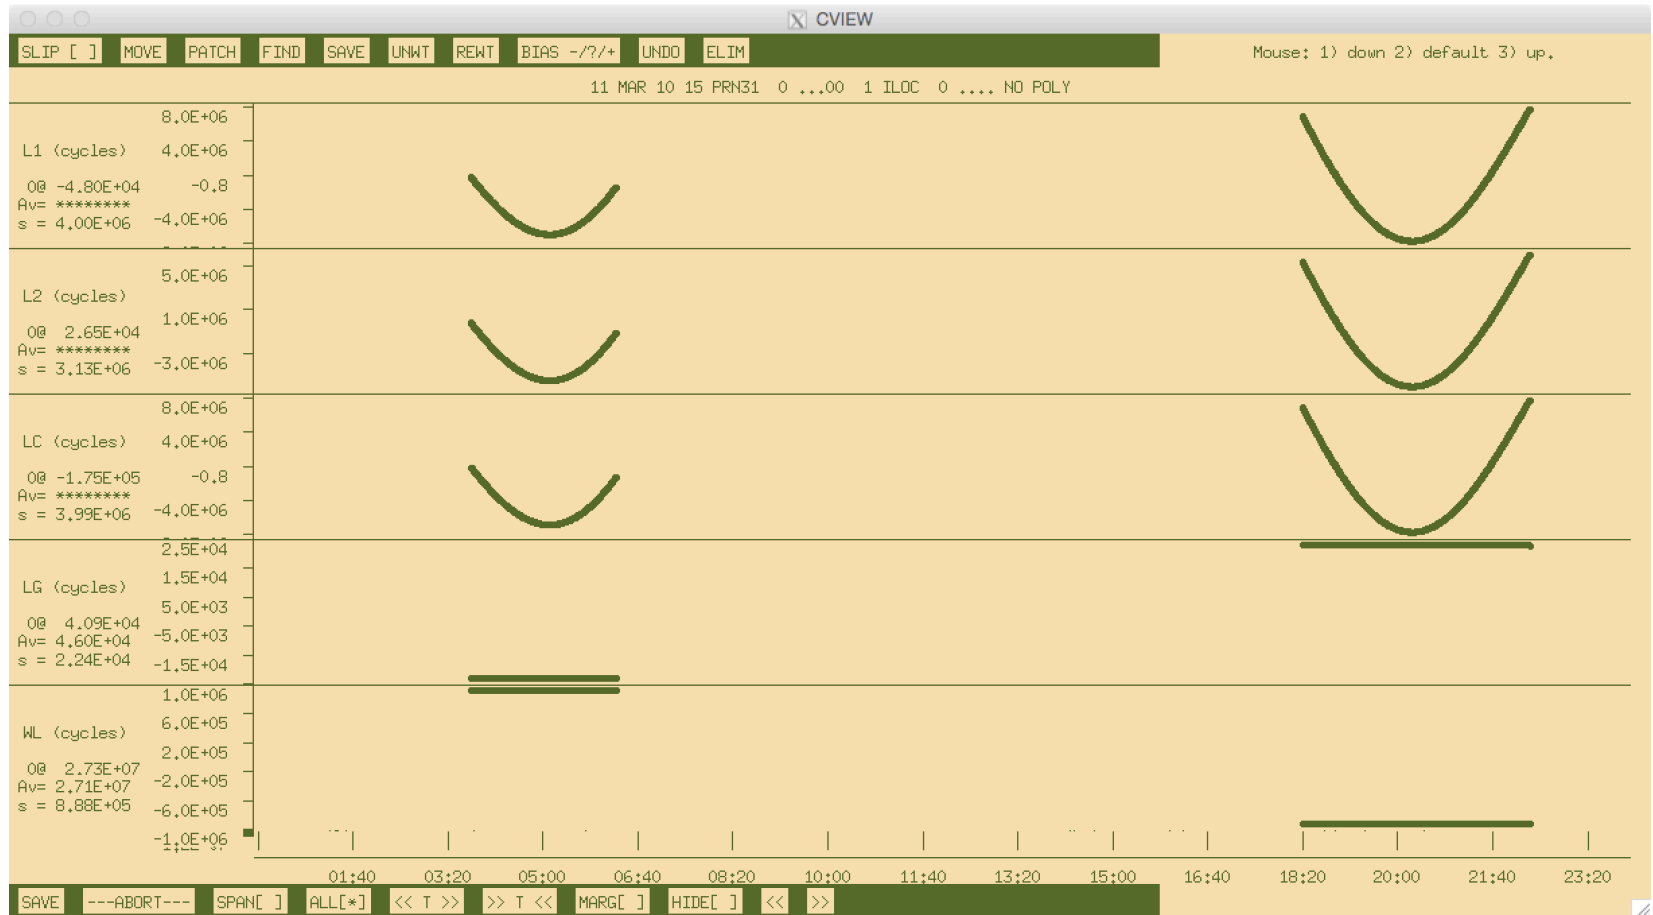 CVIEW
SLIP [ ] MOVE PATCH FIND SAVE UNWT REWT BIAS -/?/+ UNDO ELIM Mouse: 1) down 2) default 3) up.
11 MAR 10 15 PRN31 0 ...00 1 ILOC 0 .... NO POLY
8.0E+06
L1 (cycles) 4.0E+06
0@ -4.80E+04 -0.8
Av= ********
s = 4.00E+06 -4.0E+06
5.0E+06
L2 (cycles)
1.0E+06
0@ 2.65E+04
Av= ********
s = 3.13E+06 -3.0E+06
8.0E+06
LC (cycles) 4.0E+06
0@ -1.75E+05 -0.8
Av= ********
s = 3.99E+06 -4.0E+06
2.5E+04
LG (cycles) 1.5E+04
5.0E+03
0@ 4.09E+04
Av= 4.60E+04 -5.0E+03
s = 2.24E+04 -1.5E+04
1.0E+06
WL (cycles) 6.0E+05
2.0E+05
0@ 2.73E+07
Av= 2.71E+07 -2.0E+05
s = 8.88E+05 -6.0E+05
-1.0E+06
01:40 03:20 05:00 06:40 08:20 10:00 11:40 13:20 15:00 16:40 18:20 20:00 21:40 23:20
SAVE ---ABORT--- SPAN[ ] ALL[*] << T >> >> T << MARG[ ] HIDE[ ] << >>